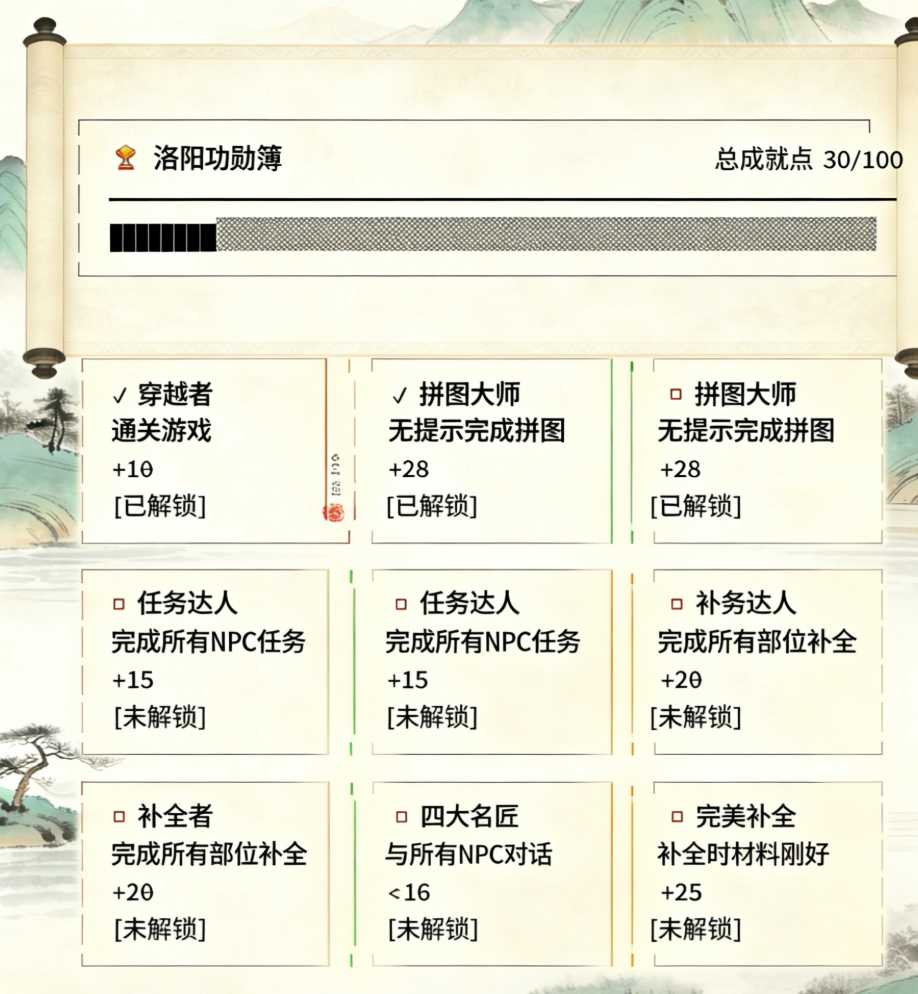 洛阳功勋簿 总成就点 30/100
✓ 穿越者
通关游戏
+10
[已解锁]
✓ 拼图大师
无提示完成拼图
+28
[已解锁]
拼图大师
无提示完成拼图
+28
[已解锁]
任务达人
完成所有NPC任务
+15
[未解锁]
任务达人
完成所有NPC任务
+15
[未解锁]
补务达人
完成所有部位补全
+20
[未解锁]
补全者
完成所有部位补全
+20
[未解锁]
四大名匠
与所有NPC对话
<16
[未解锁]
完美补全
补全时材料刚好
+25
[未解锁]